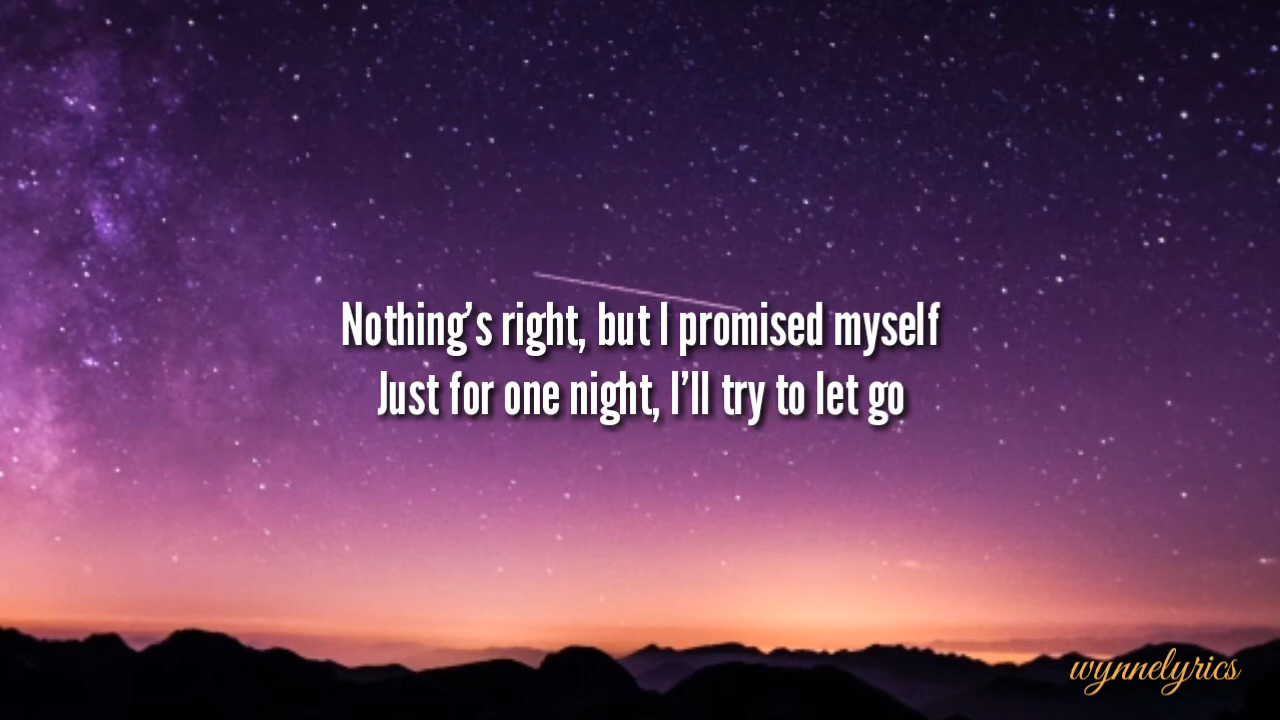 Nothing's right, but I promised myself
Just for one night, I'll try to let go
wynnelyrics